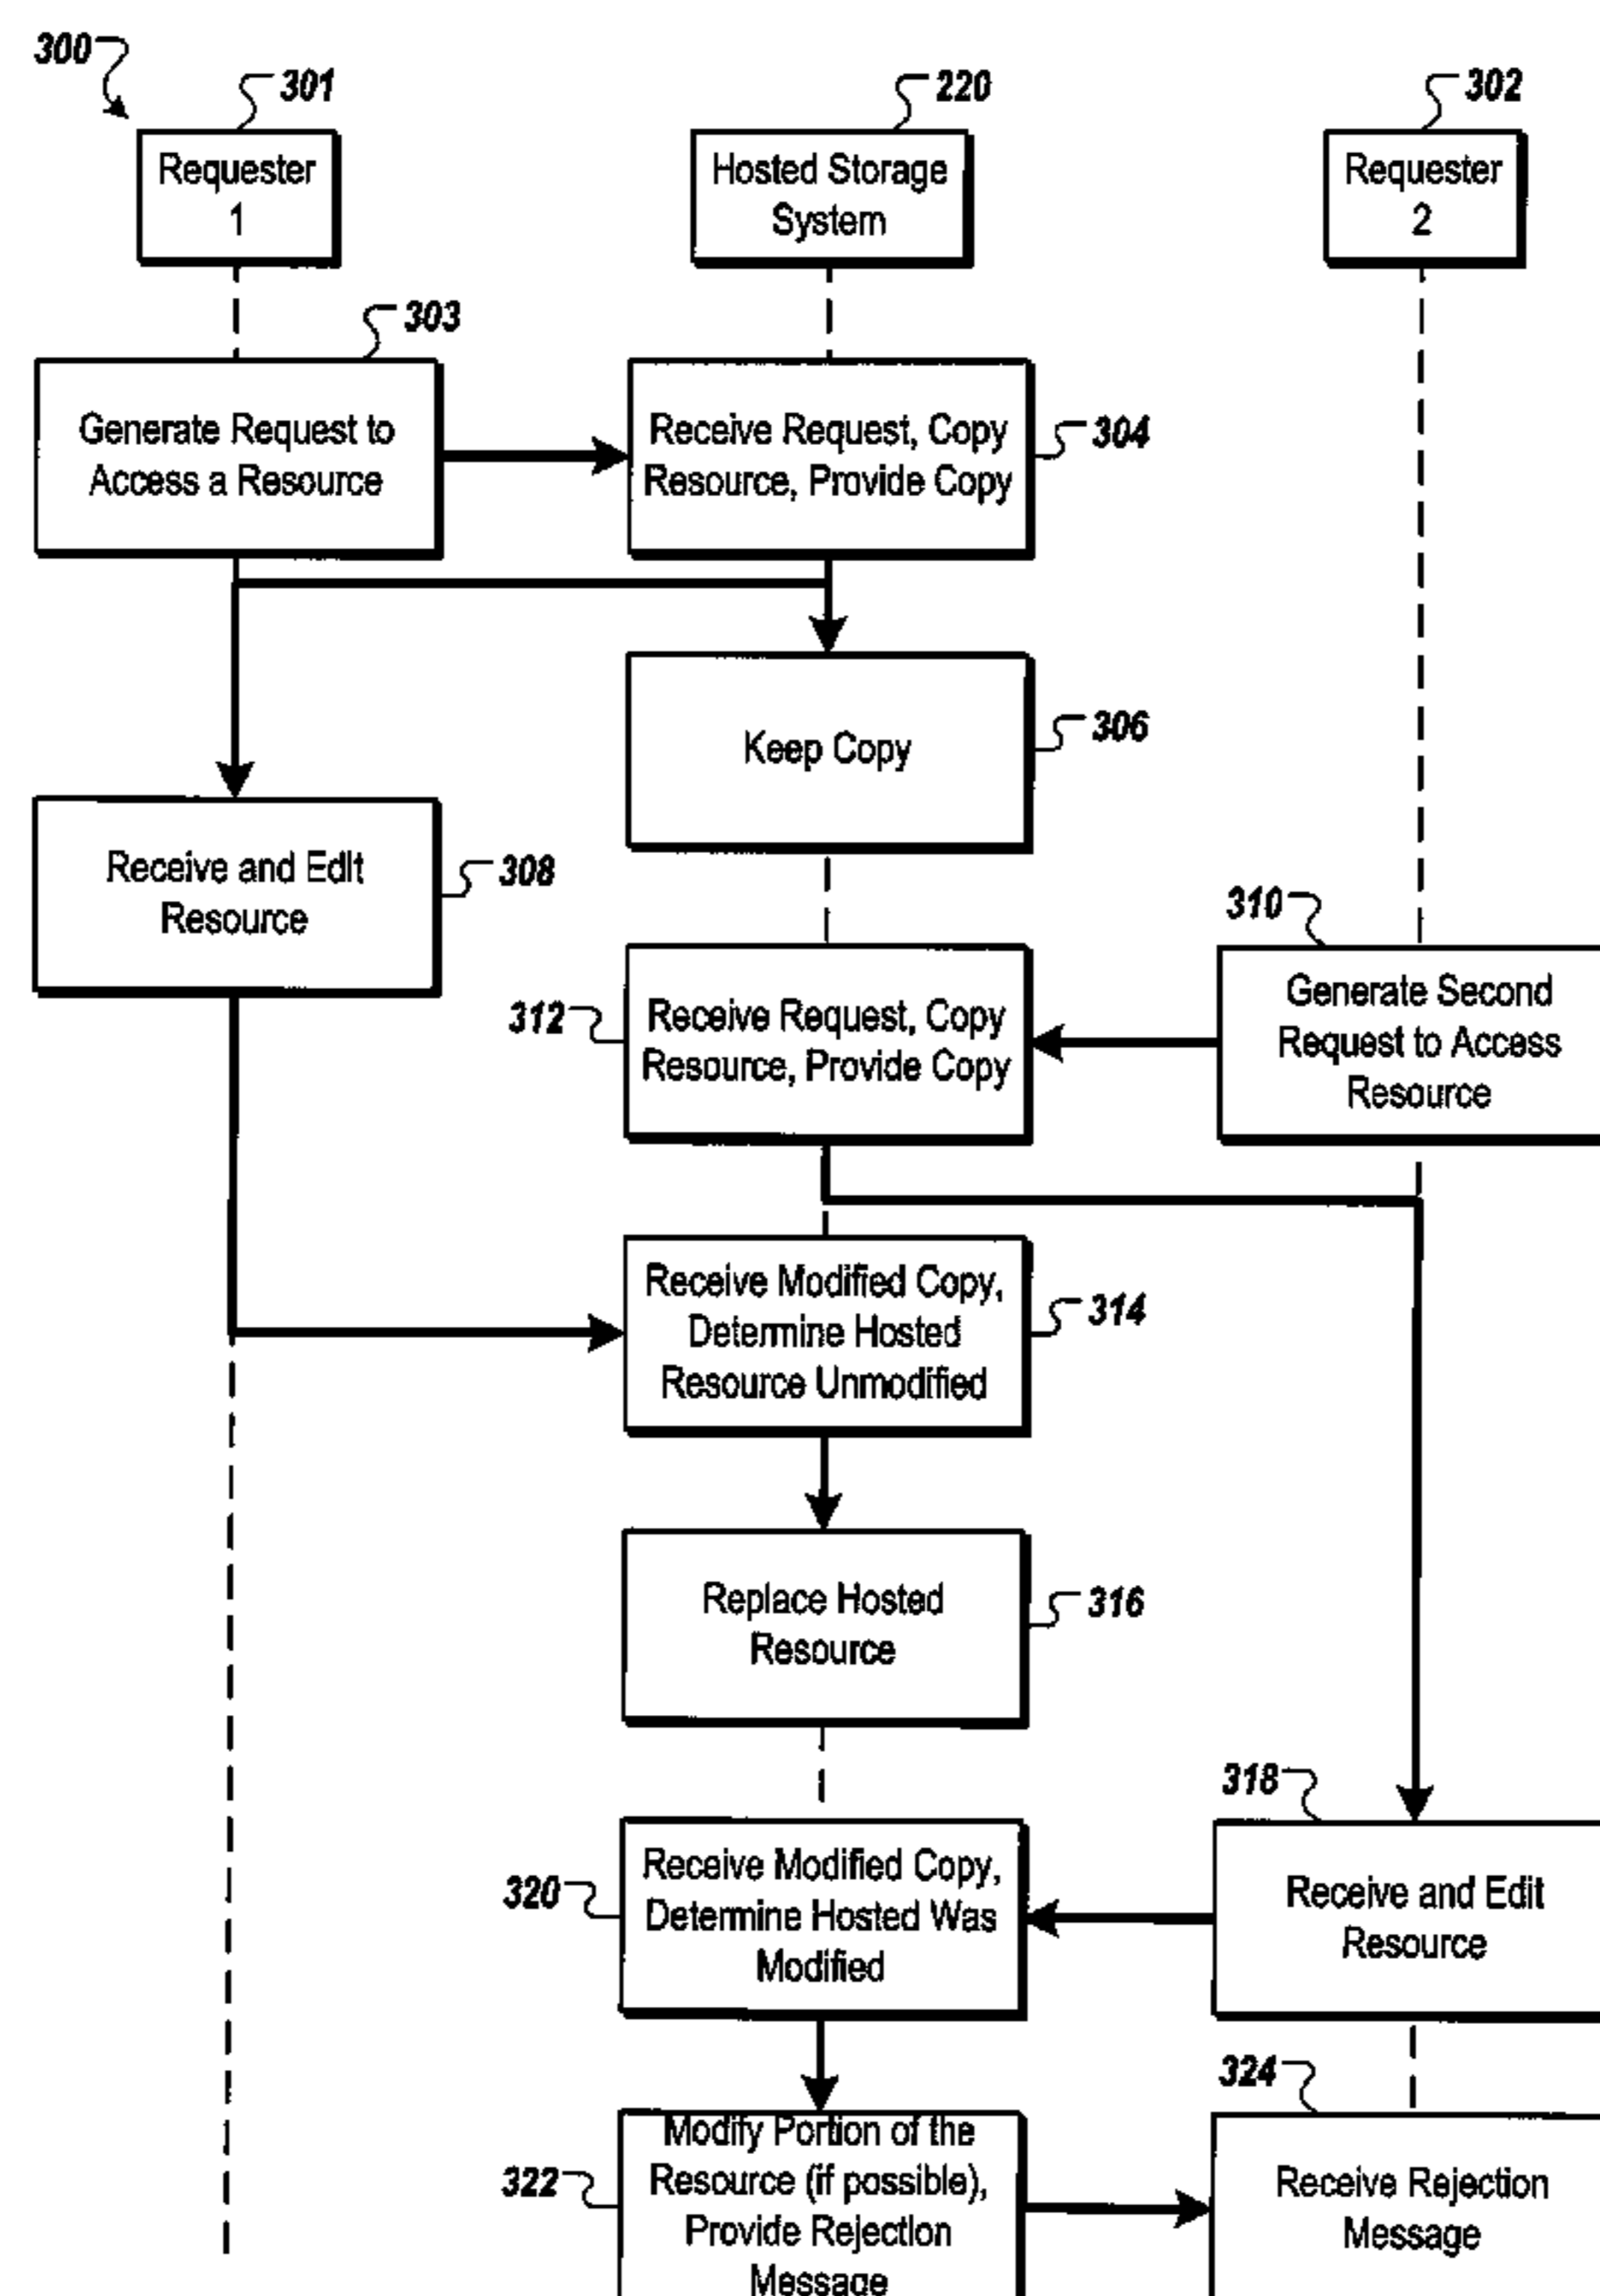 300
301
220
302
Requester
1
Hosted Storage
System
Requester
2
303
Generate Request to
Access a Resource
Receive Request, Copy
Resource, Provide Copy
304
Keep Copy
306
Receive and Edit
Resource
308
310
312
Receive Request, Copy
Resource, Provide Copy
Generate Second
Request to Access
Resource
Receive Modified Copy,
Determine Hosted
Resource Unmodified
314
Replace Hosted
Resource
316
318
320
Receive Modified Copy,
Determine Hosted Was
Modified
Receive and Edit
Resource
324
322
Modify Portion of the
Resource (if possible),
Provide Rejection
Message
Receive Rejection
Message